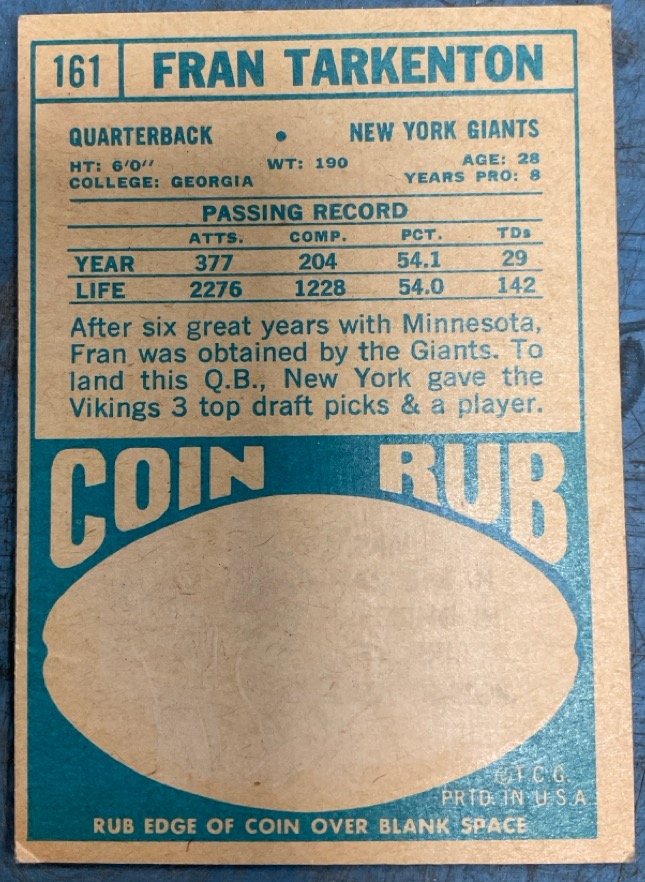 161 FRAN TARKENTON
QUARTERBACK • NEW YORK GIANTS
HT: 6'0" WT: 190 AGE: 28
COLLEGE: GEORGIA YEARS PRO: 8
PASSING RECORD
ATTS. COMP. PCT. TDs
YEAR 377 204 54.1 29
LIFE 2276 1228 54.0 142
After six great years with Minnesota,
Fran was obtained by the Giants. To
land this Q.B., New York gave the
Vikings 3 top draft picks & a player.
COIN RUB
© T.C.G.
PRTD. IN U.S.A.
RUB EDGE OF COIN OVER BLANK SPACE